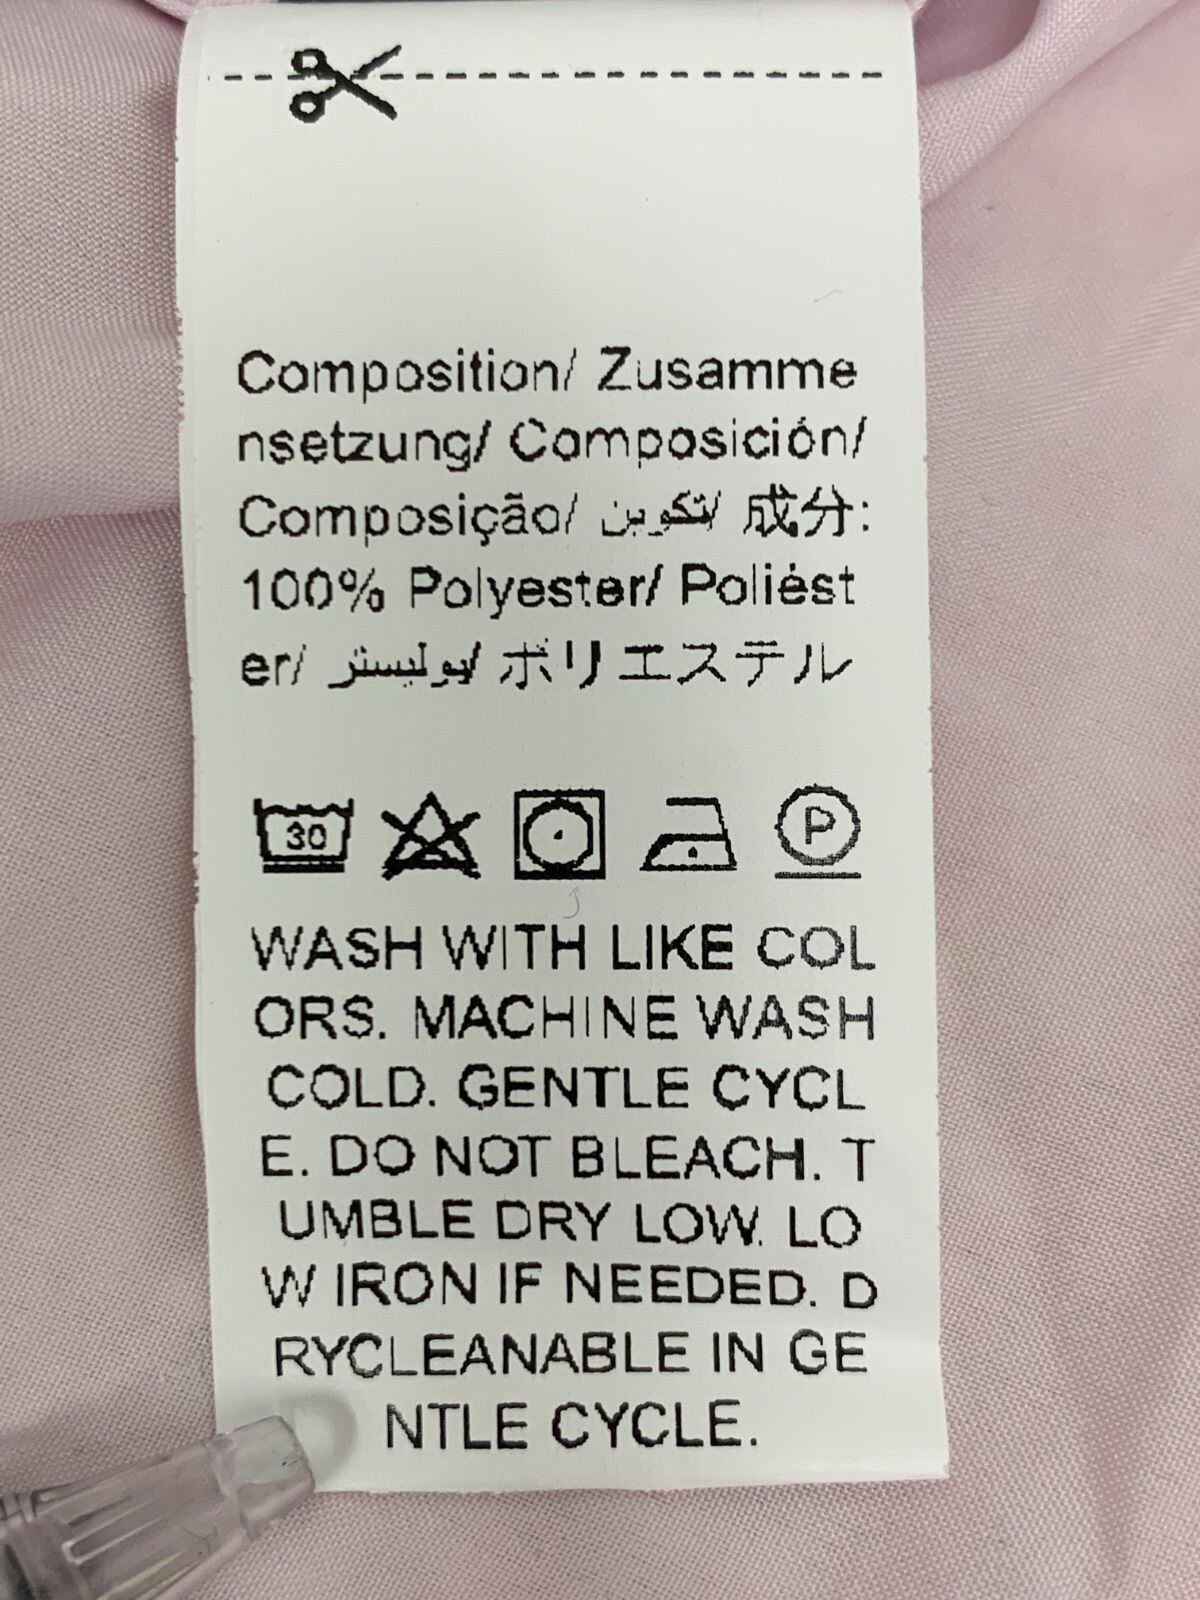 Composition/ Zusamme
nsetzung/ Composición/
Composição/ تكوين/ 成分:
100% Polyester/ Poliést
er/ بوليستر/ ポリエステル
30
P
WASH WITH LIKE COL
ORS. MACHINE WASH
COLD. GENTLE CYCL
E. DO NOT BLEACH. T
UMBLE DRY LOW. LO
W IRON IF NEEDED. D
RYCLEANABLE IN GE
NTLE CYCLE.